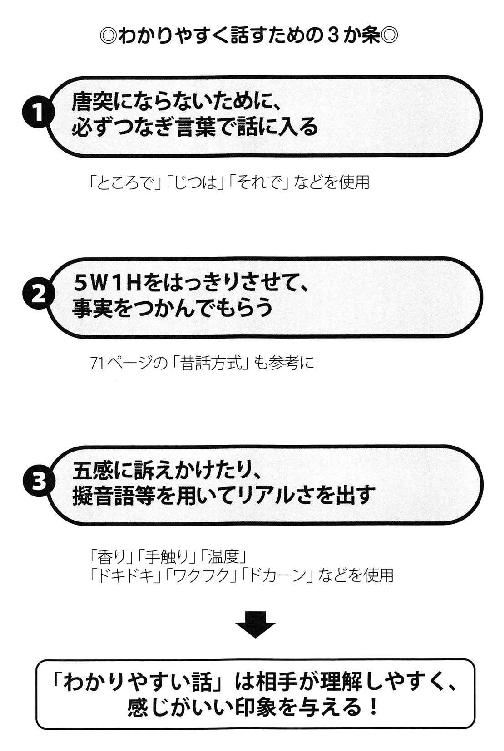 ◎わかりやすく話すための3か条◎
1
唐突にならないために、
必ずつなぎ言葉で話に入る
「ところで」「じつは」「それで」などを使用
2
5W1Hをはっきりさせて、
事実をつかんでもらう
71ページの「昔話方式」も参考に
3
五感に訴えかけたり、
擬音語等を用いてリアルさを出す
「香り」「手触り」「温度」
「ドキドキ」「ワクワク」「ドカーン」などを使用
「わかりやすい話」は相手が理解しやすく、
感じがいい印象を与える！